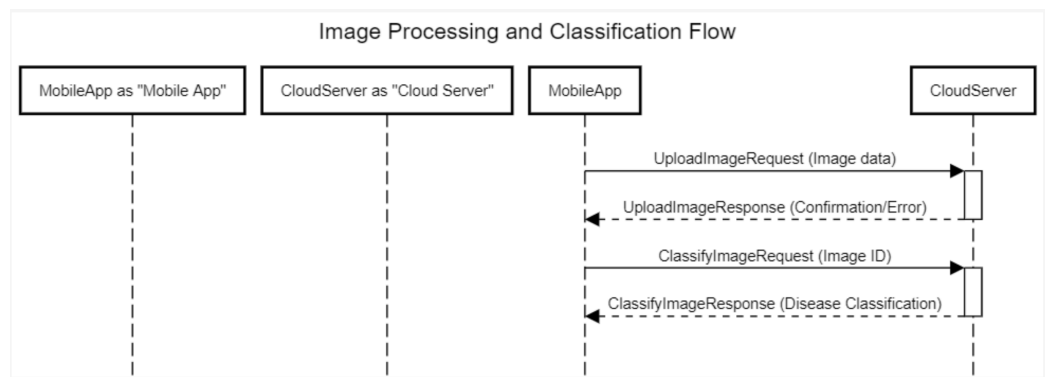 Image Processing and Classification Flow
MobileApp as "Mobile App"
CloudServer as "Cloud Server"
MobileApp
CloudServer
UploadImageRequest (Image data)
UploadImageResponse (Confirmation/Error)
ClassifyImageRequest (Image ID)
ClassifyImageResponse (Disease Classification)